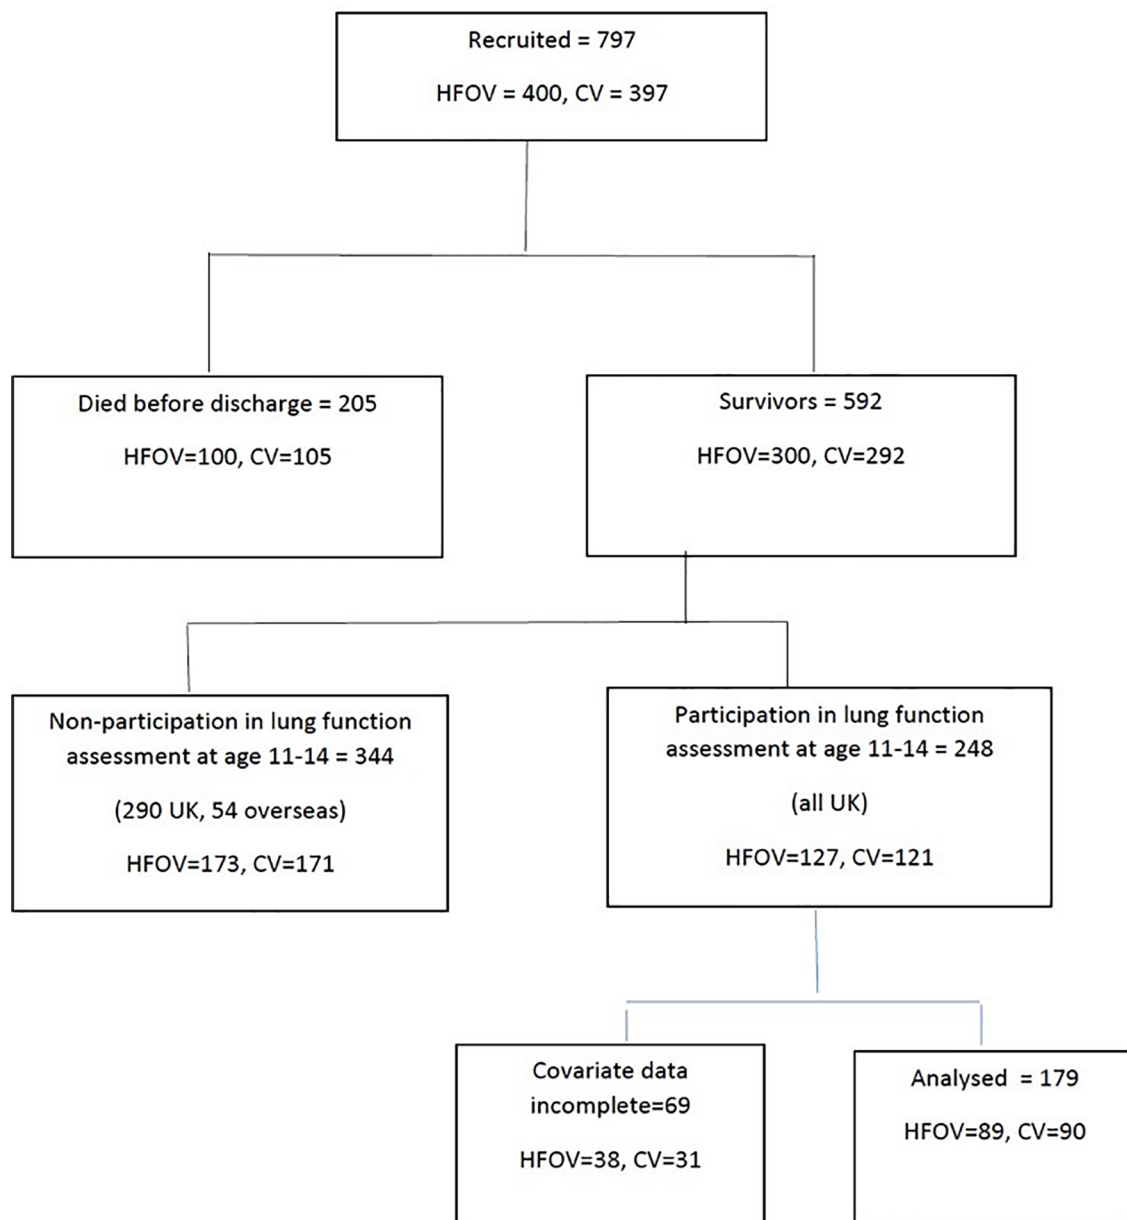 Recruited = 797
HFOV = 400, CV = 397
Died before discharge = 205
HFOV=100, CV=105
Survivors = 592
HFOV=300, CV=292
Non-participation in lung function
assessment at age 11-14 = 344
(290 UK, 54 overseas)
HFOV=173, CV=171
Participation in lung function
assessment at age 11-14 = 248
(all UK)
HFOV=127, CV=121
Covariate data
incomplete=69
HFOV=38, CV=31
Analysed = 179
HFOV=89, CV=90